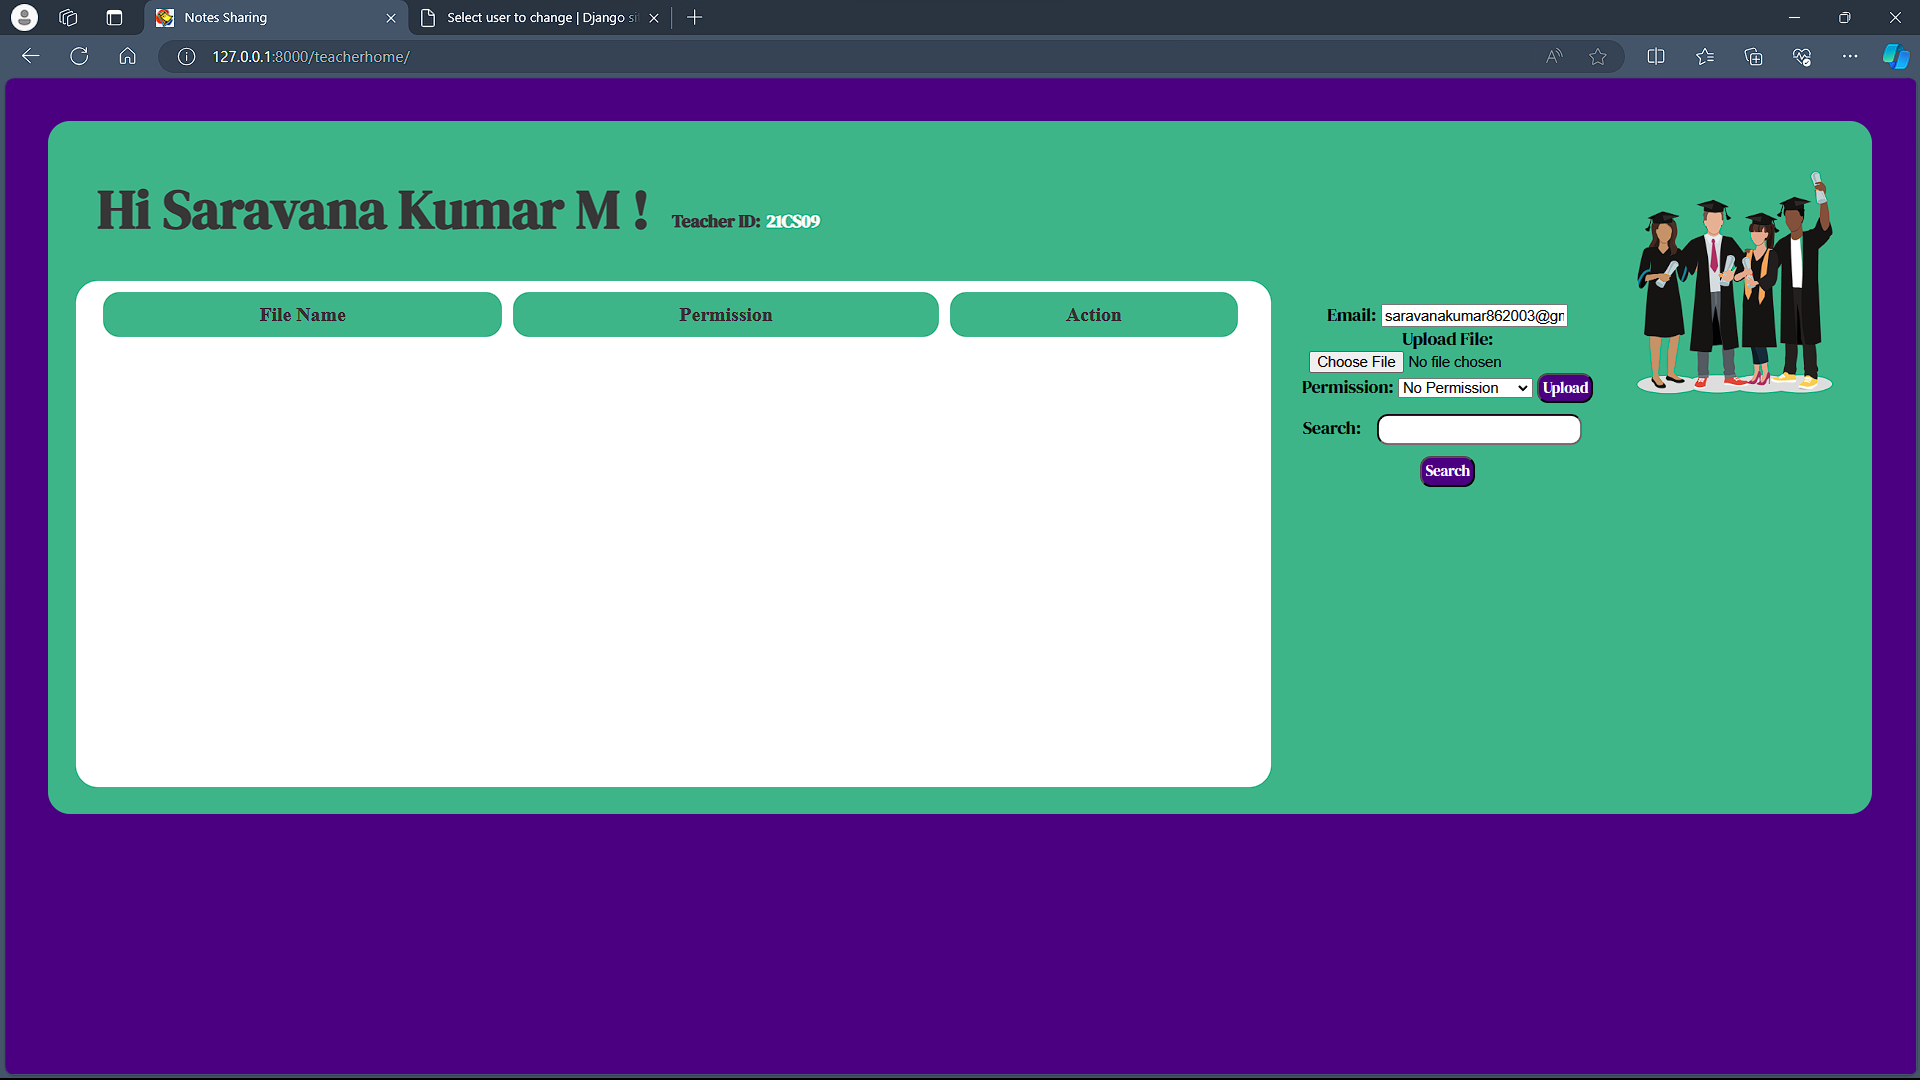 Notes Sharing
Select user to change | Django si
127.0.0.1:8000/teacherhome/
Hi Saravana Kumar M ! Teacher ID: 21CS09
File Name Permission Action
Email: saravanakumar862003@gm
Upload File:
Choose File No file chosen
Permission: No Permission Upload
Search:
Search